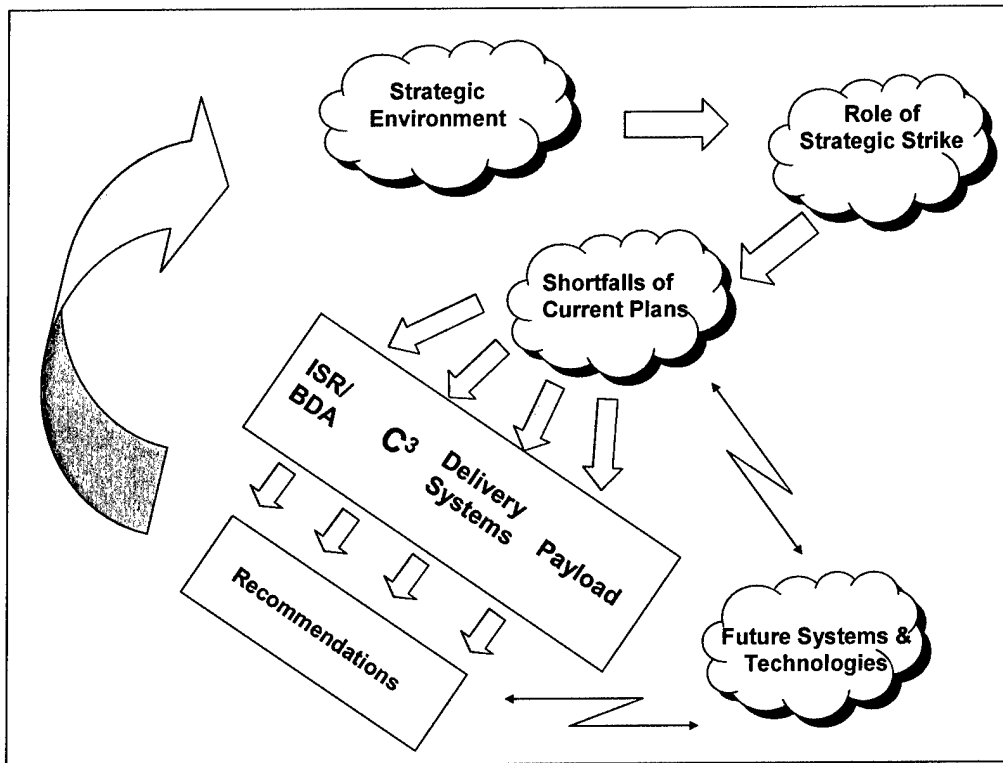 Strategic
Environment
Role of
Strategic Strike
Shortfalls of
Current Plans
ISR/
BDA
C³
Delivery
Systems
Payload
Recommendations
Future Systems &
Technologies